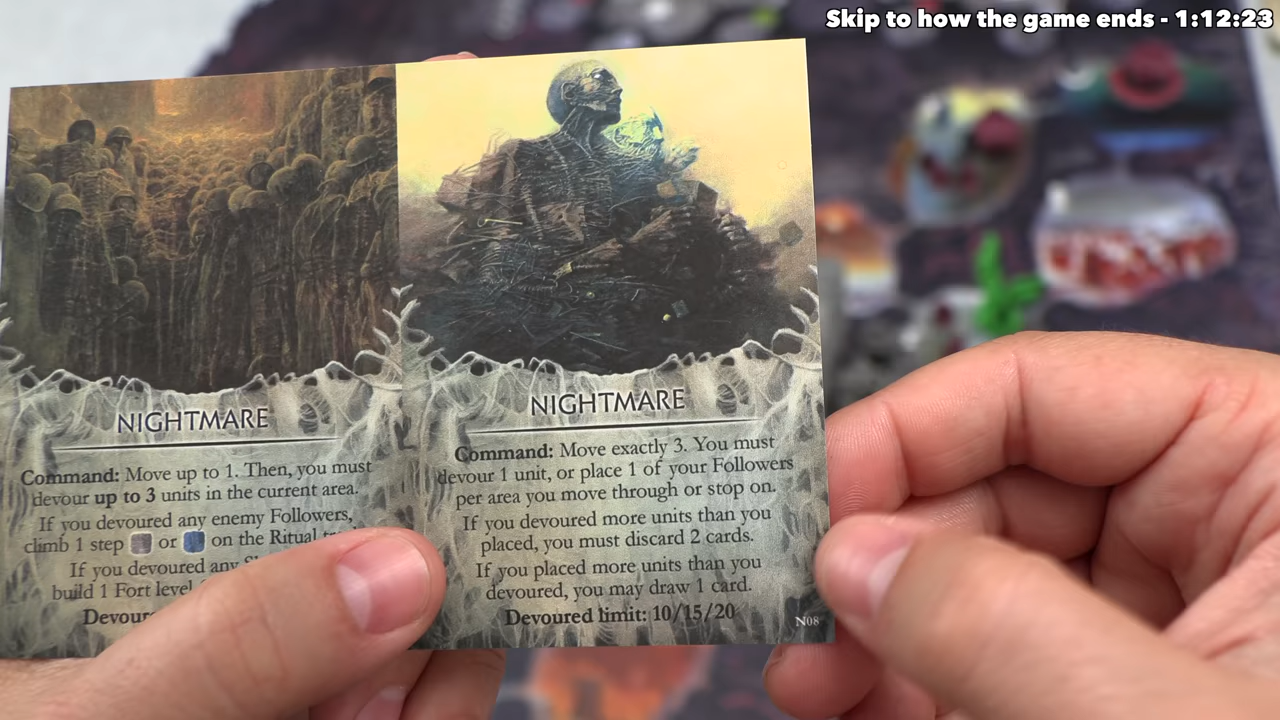 Skip to how the game ends - 1:12:23
NIGHTMARE
Command: Move up to 1. Then, you must
devour up to 3 units in the current area.
If you devoured any enemy Followers,
climb 1 step or on the Ritual
If you devoured any
build 1 Fort level
NIGHTMARE
Command: Move exactly 3. You must
devour 1 unit, or place 1 of your Followers
per area you move through or stop on.
If you devoured more units than you
placed, you must discard 2 cards.
If you placed more units than you
devoured, you may draw 1 card.
Devoured limit: 10/15/20
N08